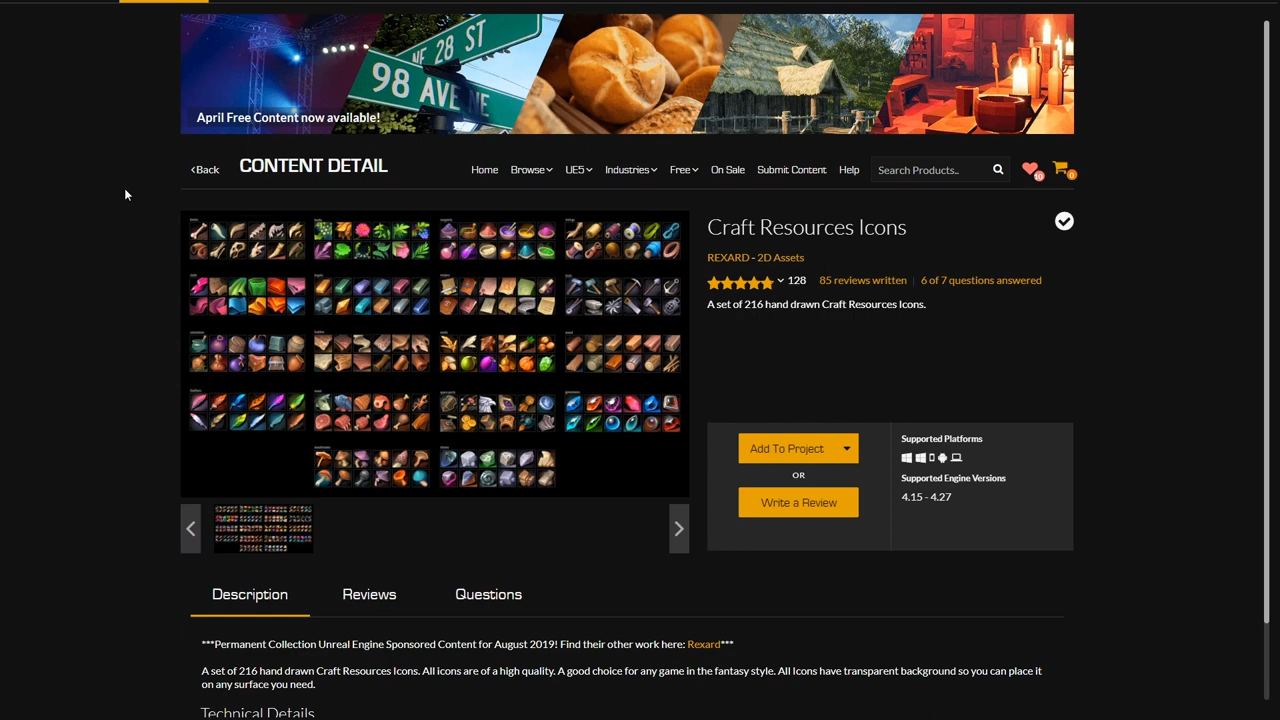 NE 28 ST
98 AVE NE
April Free Content now available!
Back
CONTENT DETAIL
Home
Browse
UE5
Industries
Free
On Sale
Submit Content
Help
Search Products..
10
0
Craft Resources Icons
REXARD - 2D Assets
128
85 reviews written
6 of 7 questions answered
A set of 216 hand drawn Craft Resources Icons.
Add To Project
OR
Write a Review
Supported Platforms
Supported Engine Versions
4.15 - 4.27
Description
Reviews
Questions
***Permanent Collection Unreal Engine Sponsored Content for August 2019! Find their other work here: Rexard***
A set of 216 hand drawn Craft Resources Icons. All icons are of a high quality. A good choice for any game in the fantasy style. All Icons have transparent background so you can place it
on any surface you need.
Technical Details